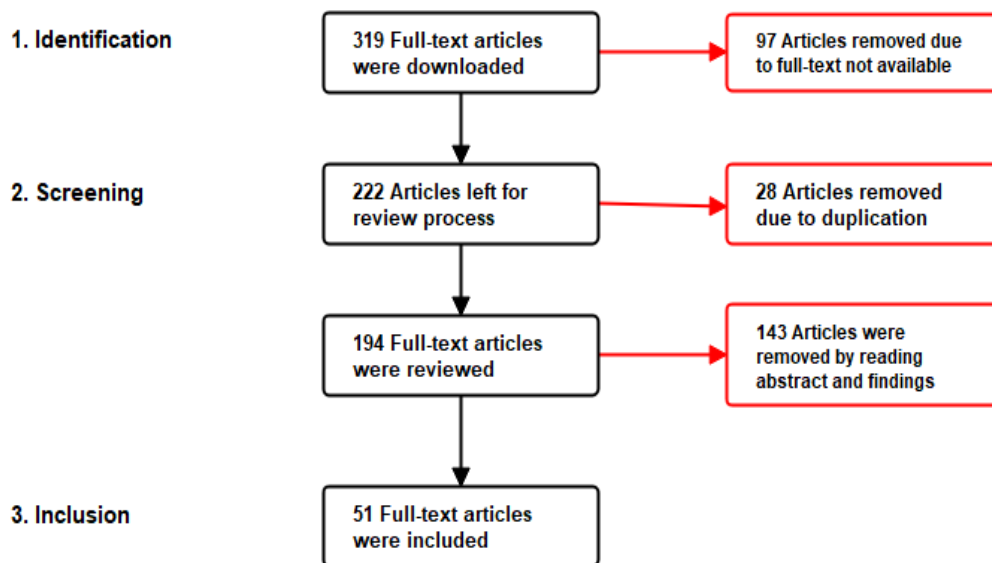 1. Identification
319 Full-text articles
were downloaded
97 Articles removed due
to full-text not available
2. Screening
222 Articles left for
review process
28 Articles removed
due to duplication
194 Full-text articles
were reviewed
143 Articles were
removed by reading
abstract and findings
3. Inclusion
51 Full-text articles
were included